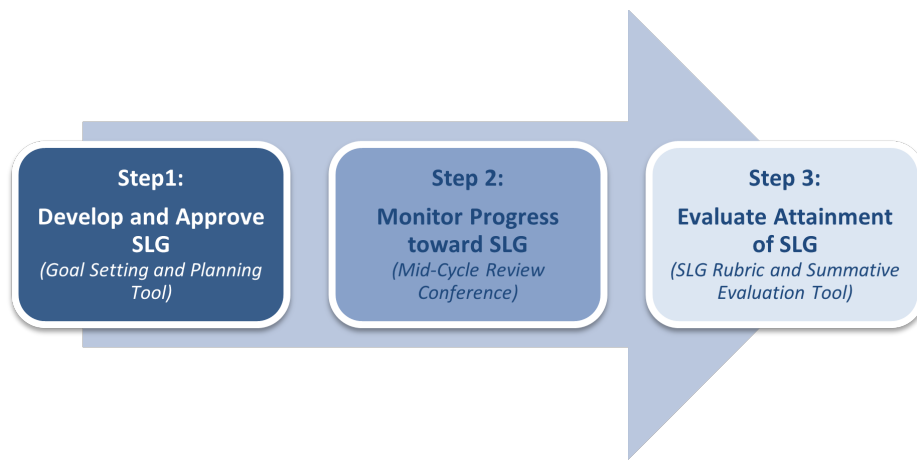 Step1:
Develop and Approve
SLG
(Goal Setting and Planning
Tool)
Step 2:
Monitor Progress
toward SLG
(Mid-Cycle Review
Conference)
Step 3:
Evaluate Attainment
of SLG
(SLG Rubric and Summative
Evaluation Tool)